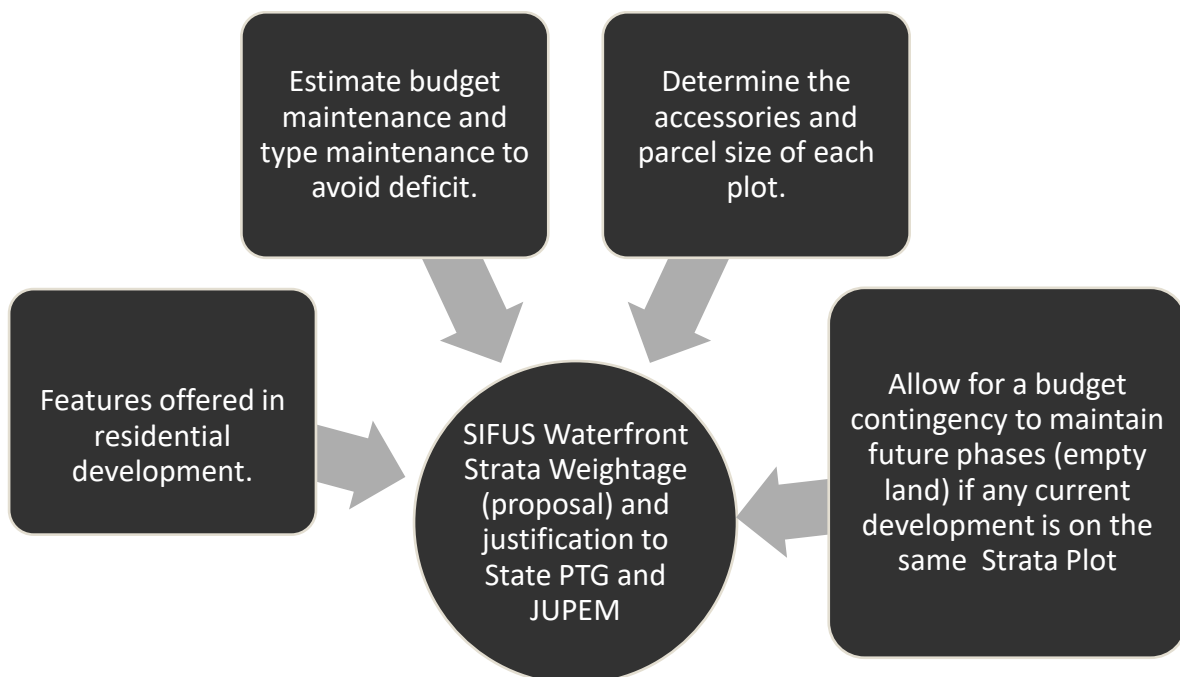 Estimate budget
maintenance and
type maintenance to
avoid deficit.
Determine the
accessories and
parcel size of each
plot.
Features offered in
residential
development.
SIFUS Waterfront
Strata Weightage
(proposal) and
justification to
State PTG and
JUPEM
Allow for a budget
contingency to maintain
future phases (empty
land) if any current
development is on the
same  Strata Plot